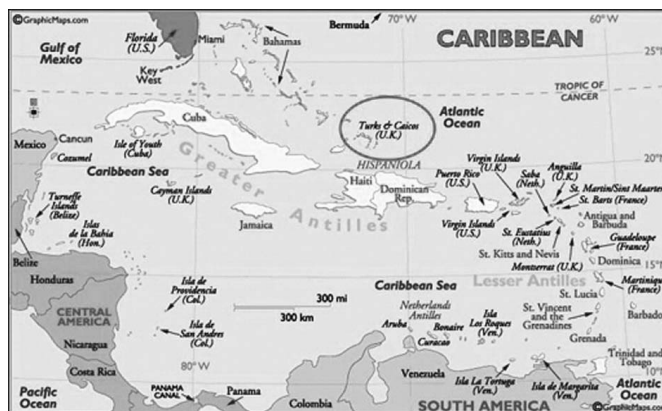 ©GraphicMaps.com
70°W
60°W
Bermuda
Florida
(U.S.)
Miami
Bahamas
CARIBBEAN
Gulf of
Mexico
25°N
Key
West
TROPIC OF
CANCER
Atlantic
Ocean
Cuba
Turks & Caicos
(U.K.)
Mexico
Cancun
Isle of Youth
(Cuba)
Cozumel
HISPANIOLA
20°N
Virgin Islands
(U.K.)
Anguilla
(U.K.)
Caribbean Sea
Greater
Antilles
Puerto Rico
(U.S.)
Saba
(Neth.)
St. Martin/Sint Maarten
St. Barts (France)
Turneffe
Islands
(Belize)
Cayman Islands
(U.K.)
Haiti
Dominican
Rep.
Virgin Islands
(U.S.)
Antigua and
Barbuda
Islas
de la Bahia
(Hon.)
Jamaica
St. Eustatius
(Neth.)
Guadeloupe
(France)
St. Kitts and Nevis
Montserrat (U.K.)
Dominica
Belize
15°N
Honduras
Isla de
Providencia
(Col.)
Caribbean Sea
Lesser Antilles
Martinique
(France)
St. Lucia
300 mi
300 km
Netherlands
Antilles
Isla
Los Roques
(Ven.)
St. Vincent
and the
Grenadines
Barbados
CENTRAL
AMERICA
Isla de
San Andres
(Col.)
Aruba
Bonaire
Curacao
Grenada
Nicaragua
Costa Rica
80°W
Trinidad and
Tobago
PANAMA
CANAL
Panama
Venezuela
Isla La Tortuga
(Ven.)
Isla de Margarita
(Ven.)
10°N
Pacific
Ocean
Colombia
SOUTH AMERICA
Atlantic
Ocean
©GraphicMaps.com